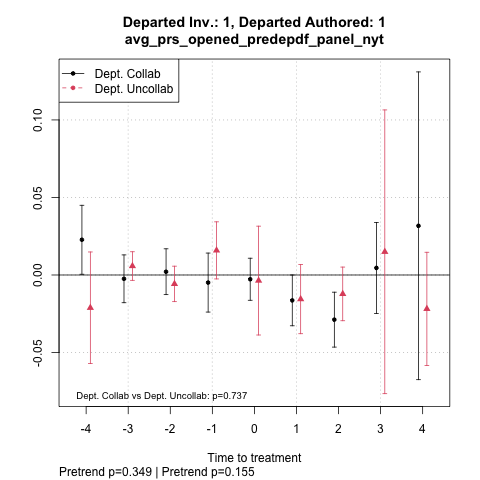 Departed Inv.: 1, Departed Authored: 1
avg_prs_opened_predepdf_panel_nyt
Dept. Collab
Dept. Uncollab
0.10
0.05
0.00
-0.05
Dept. Collab vs Dept. Uncollab: p=0.737
-4 -3 -2 -1 0 1 2 3 4
Time to treatment
Pretrend p=0.349 | Pretrend p=0.155